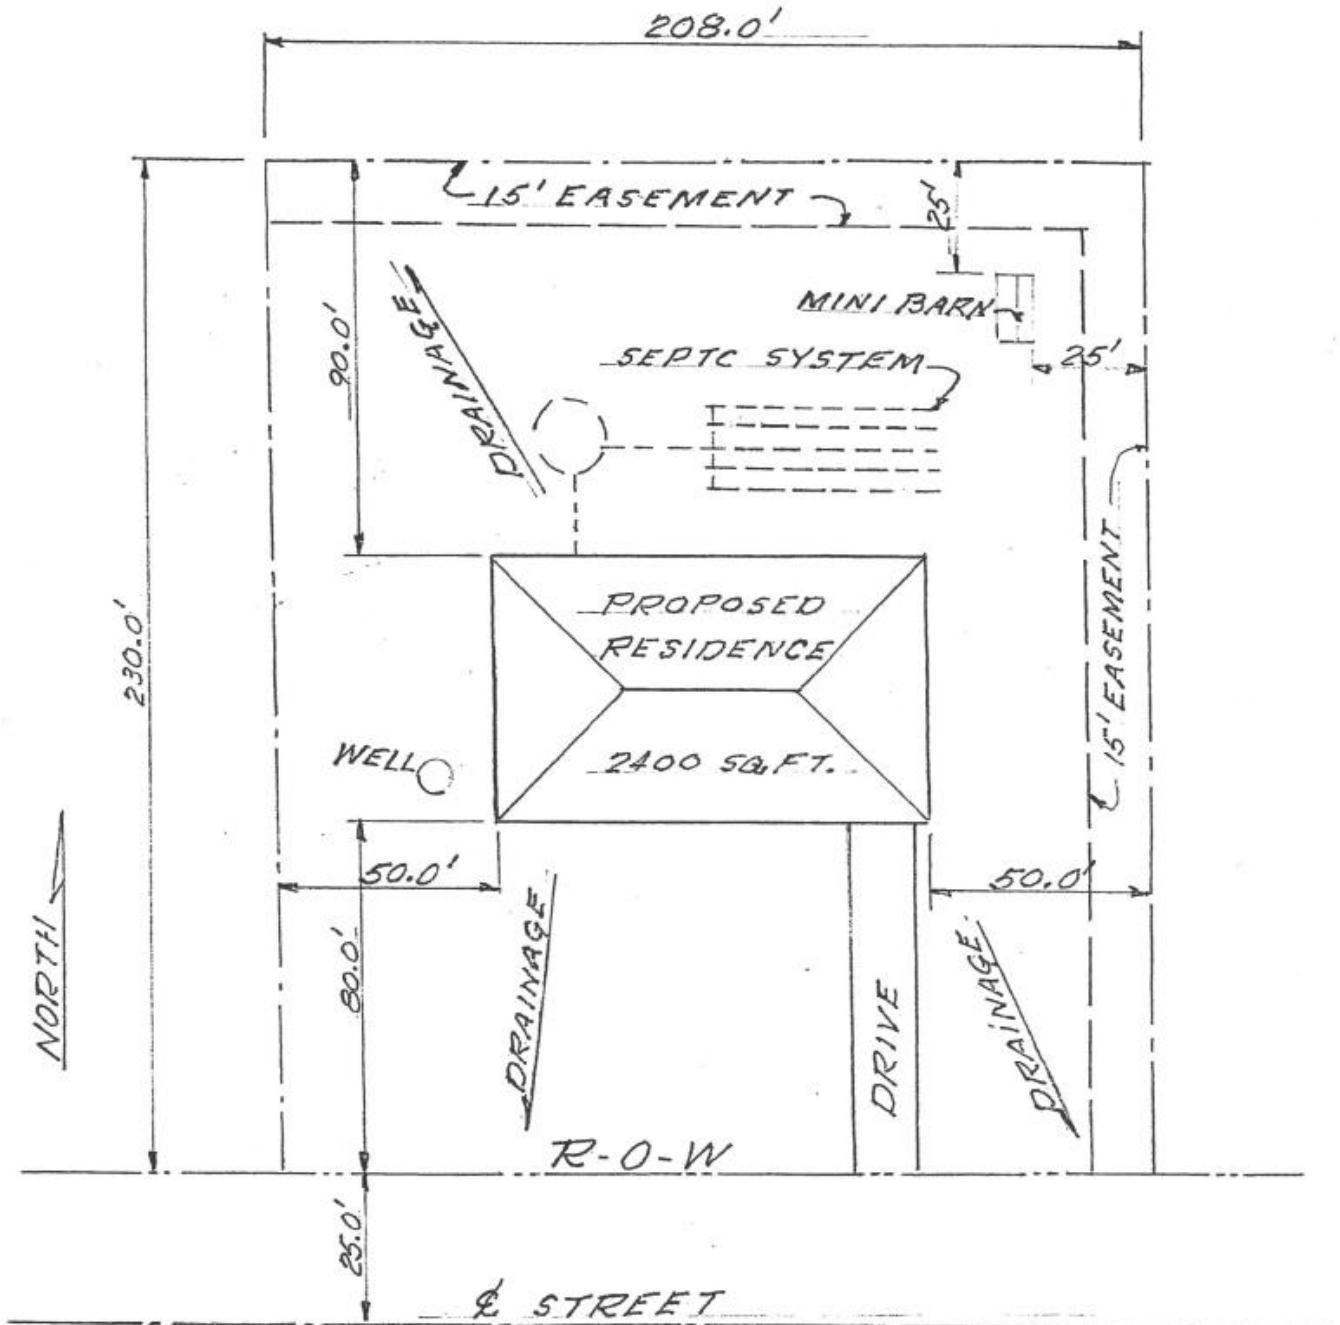 208.0'
15' EASEMENT
25'
MINI BARN
25'
DRAINAGE
90.0'
SEPTC SYSTEM
230.0'
PROPOSED
RESIDENCE
2400 SQ.FT.
WELL
15' EASEMENT
50.0'
50.0'
NORTH
80.0'
DRAINAGE
DRIVE
DRAINAGE
R-O-W
25.0'
℄ STREET